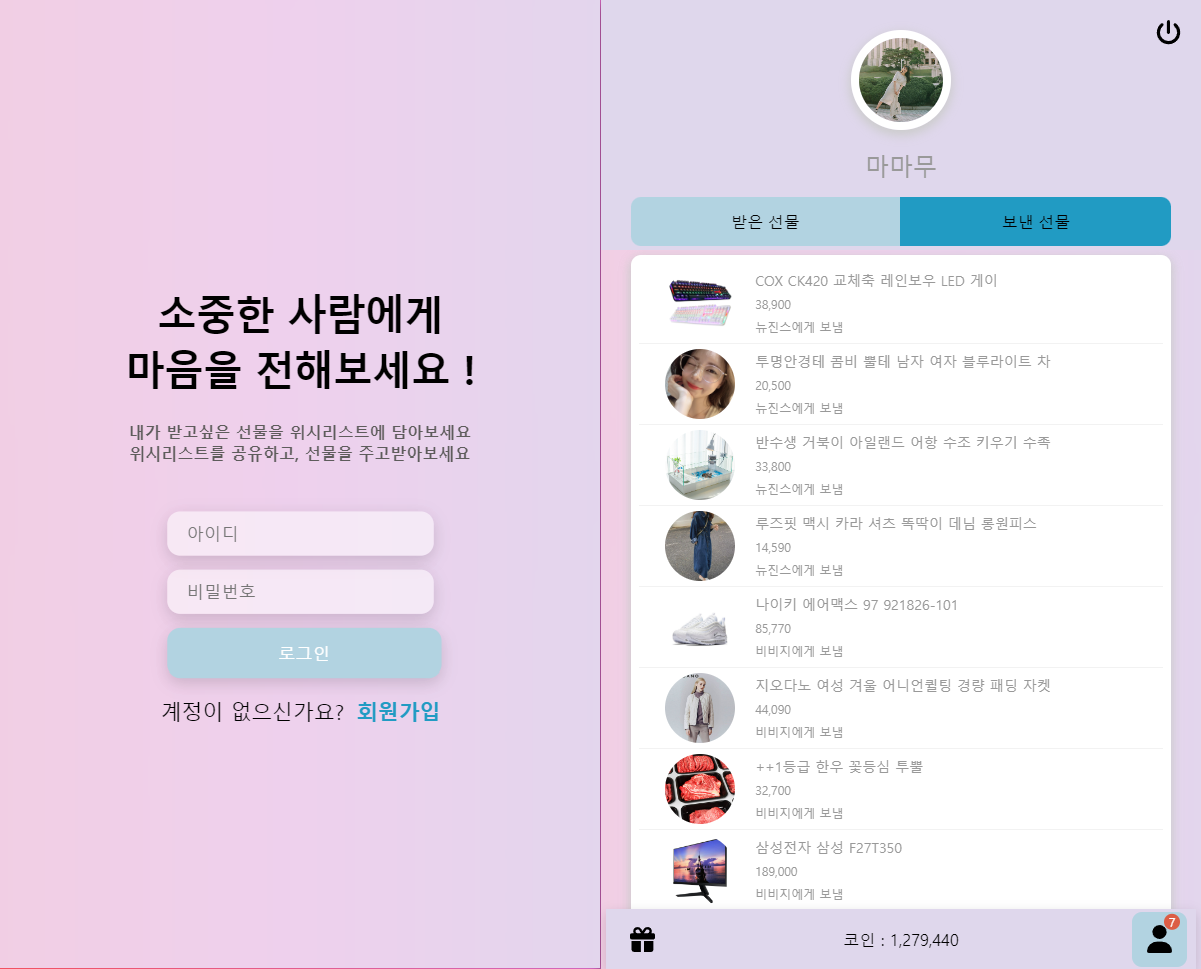 소중한 사람에게
마음을 전해보세요 !
내가 받고싶은 선물을 위시리스트에 담아보세요
위시리스트를 공유하고, 선물을 주고받아보세요
아이디
비밀번호
로그인
계정이 없으신가요? 회원가입
마마무
받은 선물
보낸 선물
COX CK420 교체축 레인보우 LED 게이
38,900
뉴진스에게 보냄
투명안경테 콤비 뿔테 남자 여자 블루라이트 차
20,500
뉴진스에게 보냄
반수생 거북이 아일랜드 어항 수조 키우기 수족
33,800
뉴진스에게 보냄
루즈핏 맥시 카라 셔츠 똑딱이 데님 롱원피스
14,590
뉴진스에게 보냄
나이키 에어맥스 97 921826-101
85,770
비비지에게 보냄
지오다노 여성 겨울 어니언퀼팅 경량 패딩 자켓
44,090
비비지에게 보냄
++1등급 한우 꽃등심 투뿔
32,700
비비지에게 보냄
삼성전자 삼성 F27T350
189,000
비비지에게 보냄
코인 : 1,279,440
7